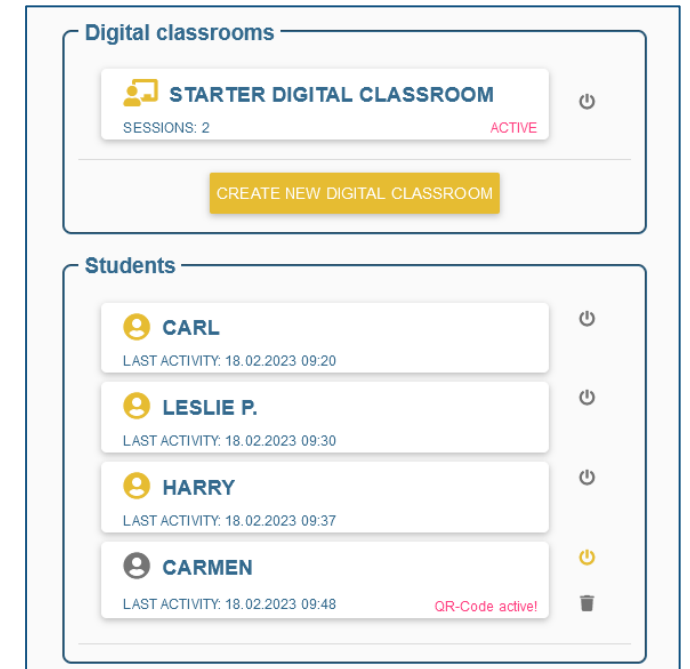 Digital classrooms
STARTER DIGITAL CLASSROOM
SESSIONS: 2 ACTIVE
CREATE NEW DIGITAL CLASSROOM
Students
CARL
LAST ACTIVITY: 18.02.2023 09:20
LESLIE P.
LAST ACTIVITY: 18.02.2023 09:30
HARRY
LAST ACTIVITY: 18.02.2023 09:37
CARMEN
LAST ACTIVITY: 18.02.2023 09:48 QR-Code active!